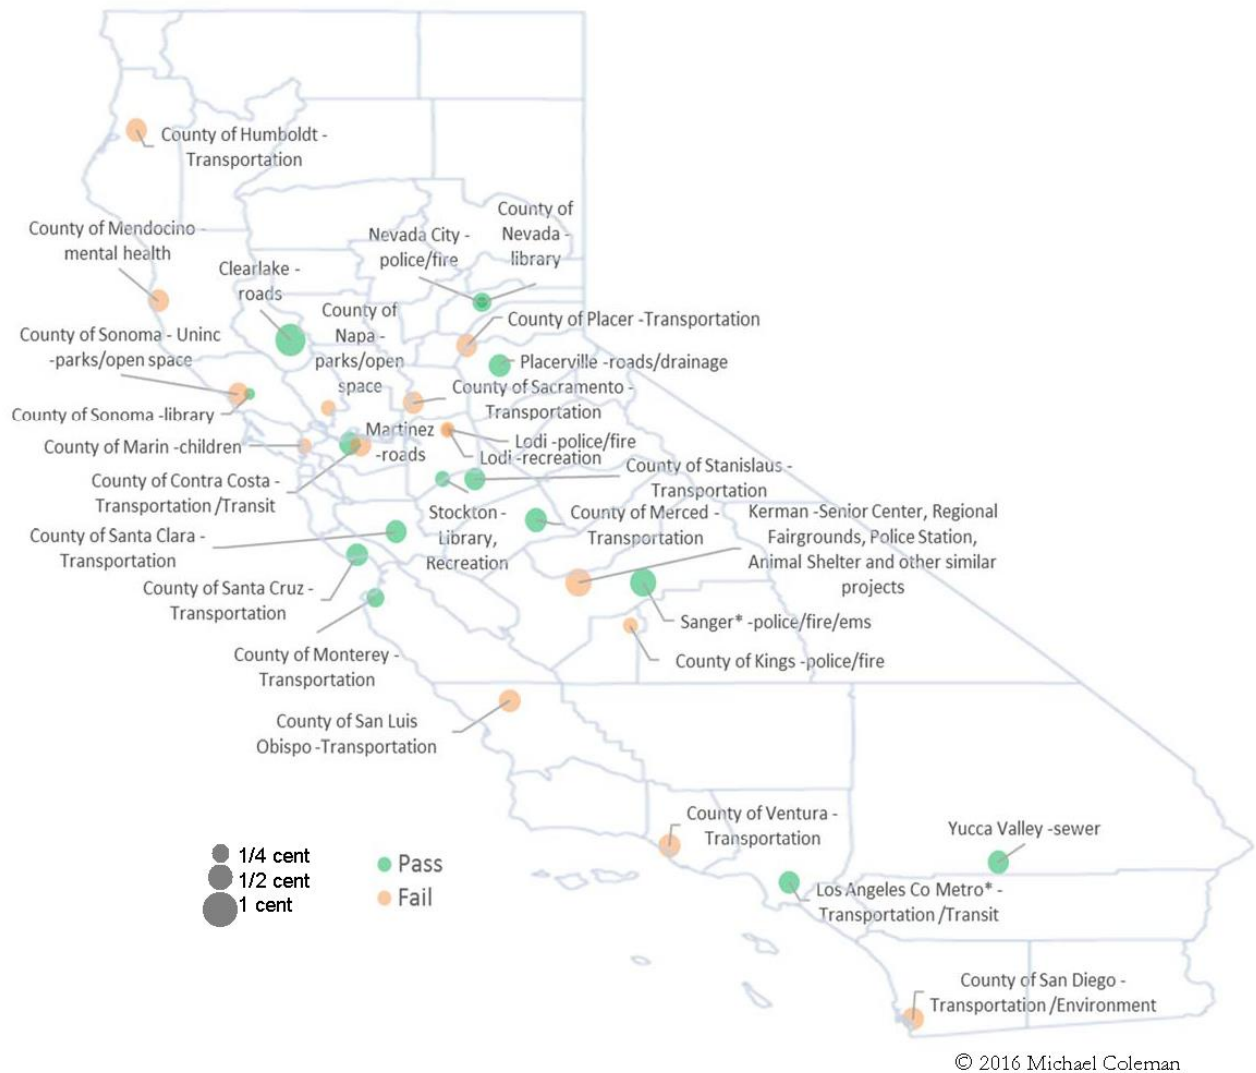 County of Humboldt -
Transportation
County of Mendocino -
mental health
Clearlake -
roads
Nevada City -
police/fire
County of
Nevada -
library
County of Sonoma - Uninc
-parks/open space
County of Sonoma -library
County of Napa -
parks/open
space
County of Placer -Transportation
Placerville -roads/drainage
County of Sacramento -
Transportation
County of Marin -children
Martinez
-roads
Lodi -police/fire
Lodi -recreation
County of Contra Costa -
Transportation /Transit
County of Stanislaus -
Transportation
Stockton -
Library,
Recreation
County of Merced -
Transportation
Kerman -Senior Center, Regional
Fairgrounds, Police Station,
Animal Shelter and other similar
projects
County of Santa Clara -
Transportation
County of Santa Cruz -
Transportation
Sanger* -police/fire/ems
County of Kings -police/fire
County of Monterey -
Transportation
County of San Luis
Obispo -Transportation
County of Ventura -
Transportation
Yucca Valley -sewer
Los Angeles Co Metro* -
Transportation /Transit
County of San Diego -
Transportation /Environment
1/4 cent
1/2 cent
1 cent
Pass
Fail
© 2016 Michael Coleman